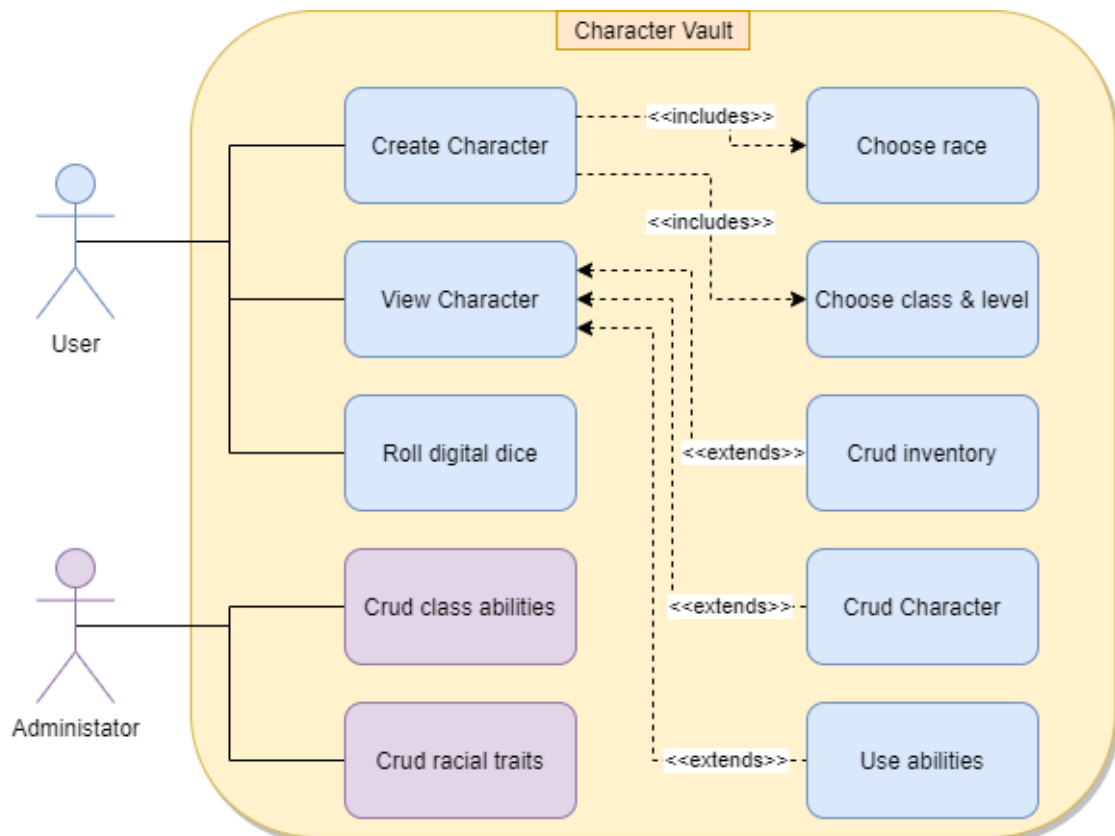 Character Vault
Create Character
<<includes>>
Choose race
<<includes>>
User
View Character
Choose class & level
Roll digital dice
<<extends>>
Crud inventory
Administator
Crud class abilities
<<extends>>
Crud Character
Crud racial traits
<<extends>>
Use abilities